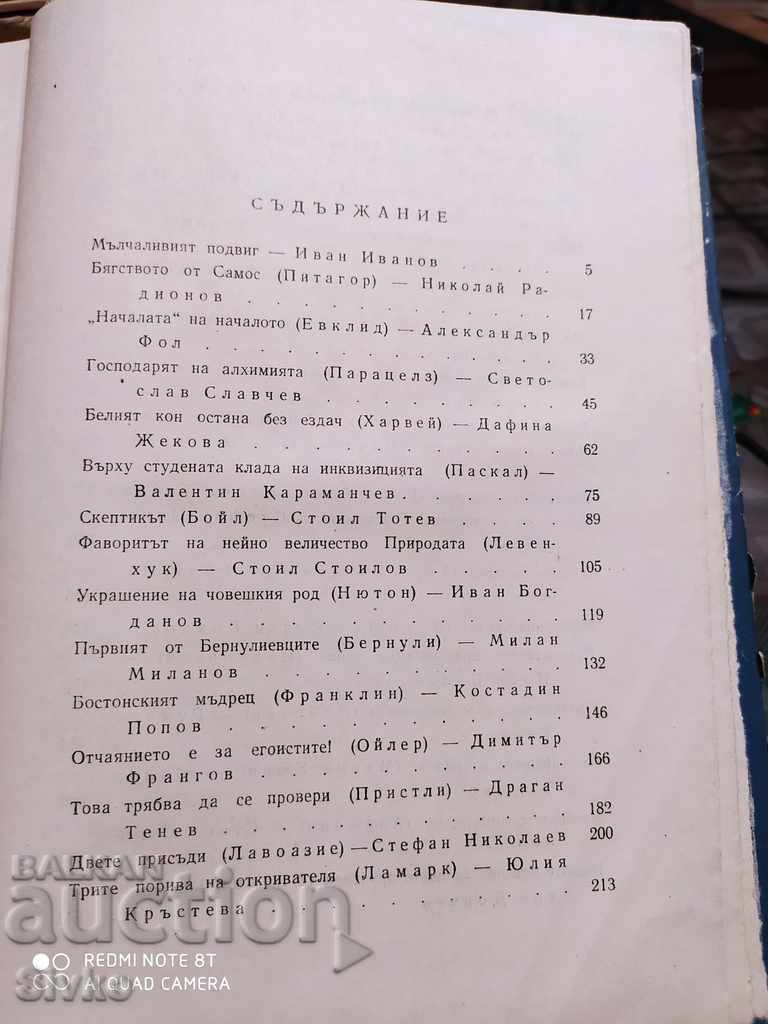 СЪДЪРЖАНИЕ
Мълчаливият подвиг — Иван Иванов . . . . 5
Бягството от Самос (Питагор) — Николай Ра-
дионов . . . . . . . . . . . 17
„Началата“ на началото (Евклид) — Александър
Фол . . . . . . . . . . . . 33
Господарят на алхимията (Парацелз) — Свето-
слав Славчев . . . . . . . . . 45
Белият кон остана без ездач (Харвей) — Дафина
Жекова . . . . . . . . . . . 62
Върху студената клада на инквизицията (Паскал) —
Валентин Караманчев . . . . . . 75
Скептикът (Бойл) — Стоил Тотев . . . . 89
Фаворитът на нейно величество Природата (Левен-
хук) — Стоил Стоилов . . . . . 105
Украшение на човешкия род (Нютон) — Иван Бог-
данов . . . . . . . . . . . 119
Първият от Бернулиевците (Бернули) — Милан
Миланов . . . . . . . . . . 132
Бостонският мъдрец (Франклин) — Костадин
Попов . . . . . . . . . . . 146
Отчаянието е за егоистите! (Ойлер) — Димитър
Франгов . . . . . . . . . . 166
Това трябва да се провери (Пристли) — Драган
Тенев . . . . . . . . . . . 182
Двете присъди (Лавоазие) — Стефан Николаев 200
Трите порива на откривателя (Ламарк) — Юлия
Кръстева . . . . . . . . . . 213
BALKAN
auction
REDMI NOTE 8T
AI QUAD CAMERA
Sivko